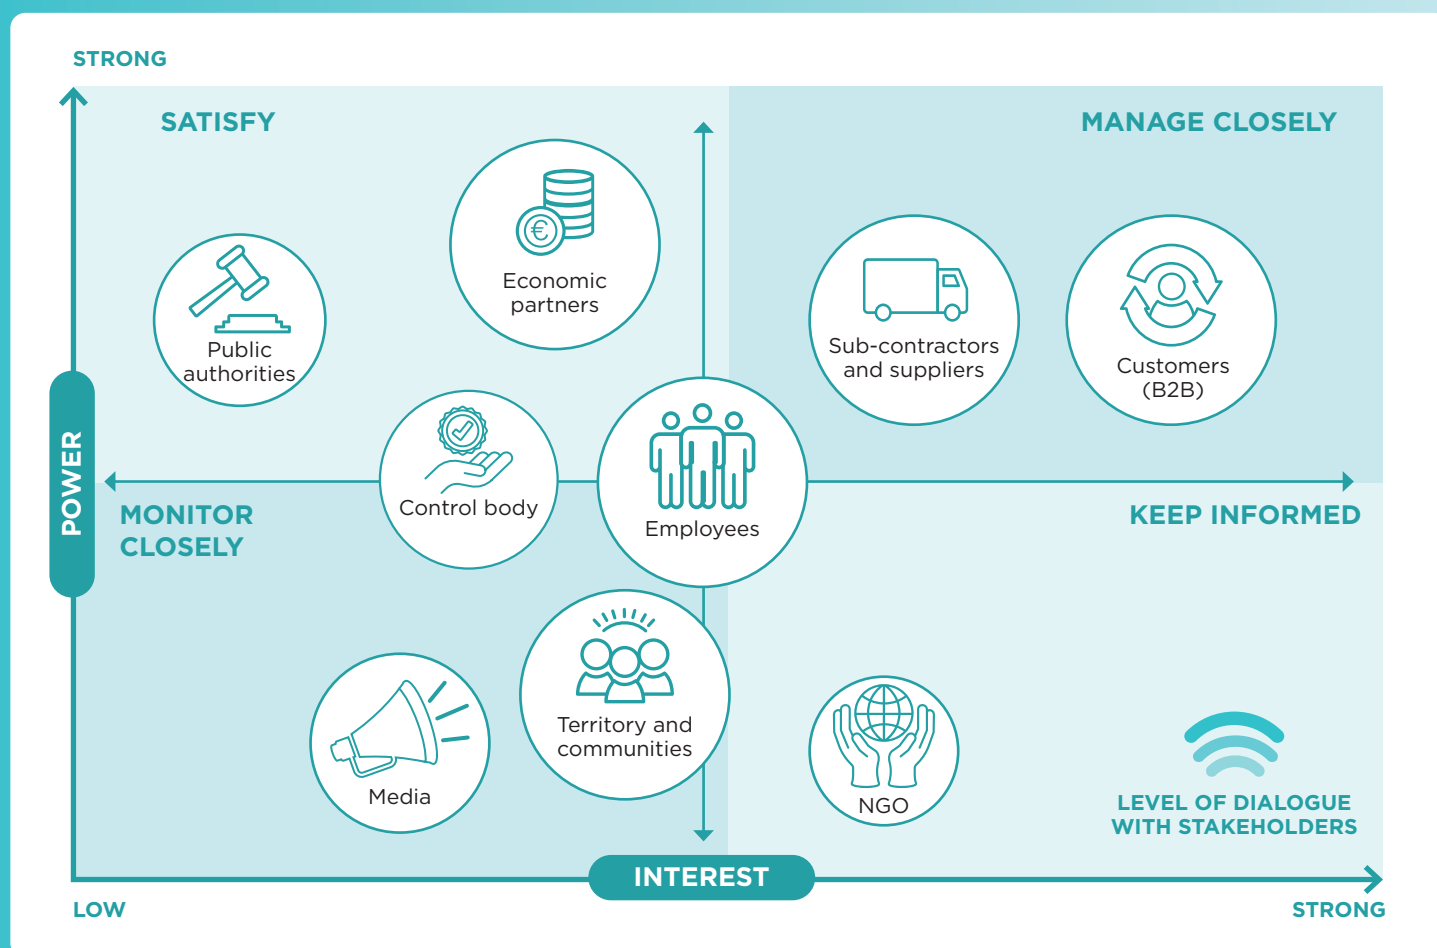 STRONG
SATISFY
MANAGE CLOSELY
€
Economic
partners
Public
authorities
Sub-contractors
and suppliers
Customers
(B2B)
POWER
Control body
Employees
MONITOR
CLOSELY
KEEP INFORMED
Territory and
communities
Media
NGO
LEVEL OF DIALOGUE
WITH STAKEHOLDERS
INTEREST
LOW
STRONG